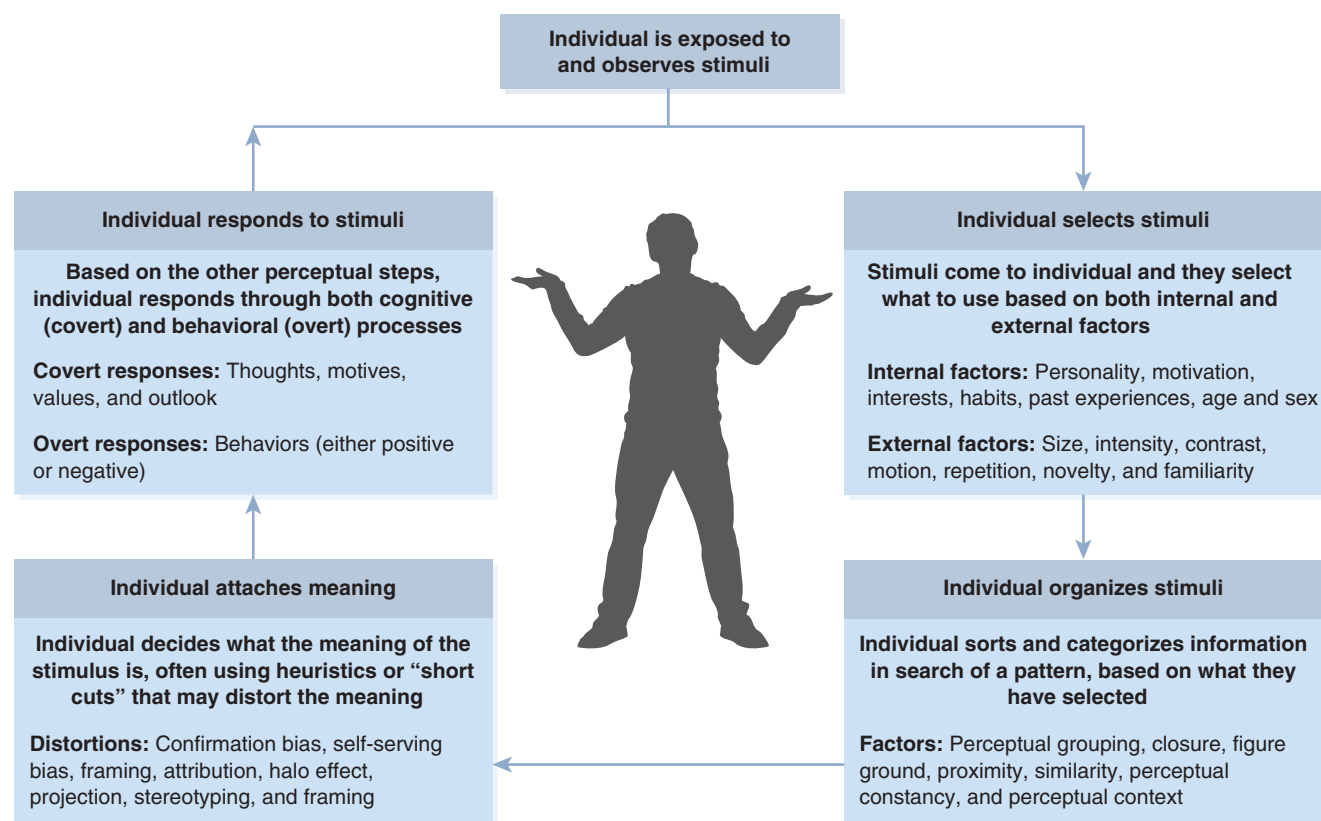 Individual is exposed to
and observes stimuli
Individual responds to stimuli
Based on the other perceptual steps,
individual responds through both cognitive
(covert) and behavioral (overt) processes
Covert responses: Thoughts, motives,
values, and outlook
Overt responses: Behaviors (either positive
or negative)
Individual selects stimuli
Stimuli come to individual and they select
what to use based on both internal and
external factors
Internal factors: Personality, motivation,
interests, habits, past experiences, age and sex
External factors: Size, intensity, contrast,
motion, repetition, novelty, and familiarity
Individual attaches meaning
Individual decides what the meaning of the
stimulus is, often using heuristics or “short
cuts” that may distort the meaning
Distortions: Confirmation bias, self-serving
bias, framing, attribution, halo effect,
projection, stereotyping, and framing
Individual organizes stimuli
Individual sorts and categorizes information
in search of a pattern, based on what they
have selected
Factors: Perceptual grouping, closure, figure
ground, proximity, similarity, perceptual
constancy, and perceptual context